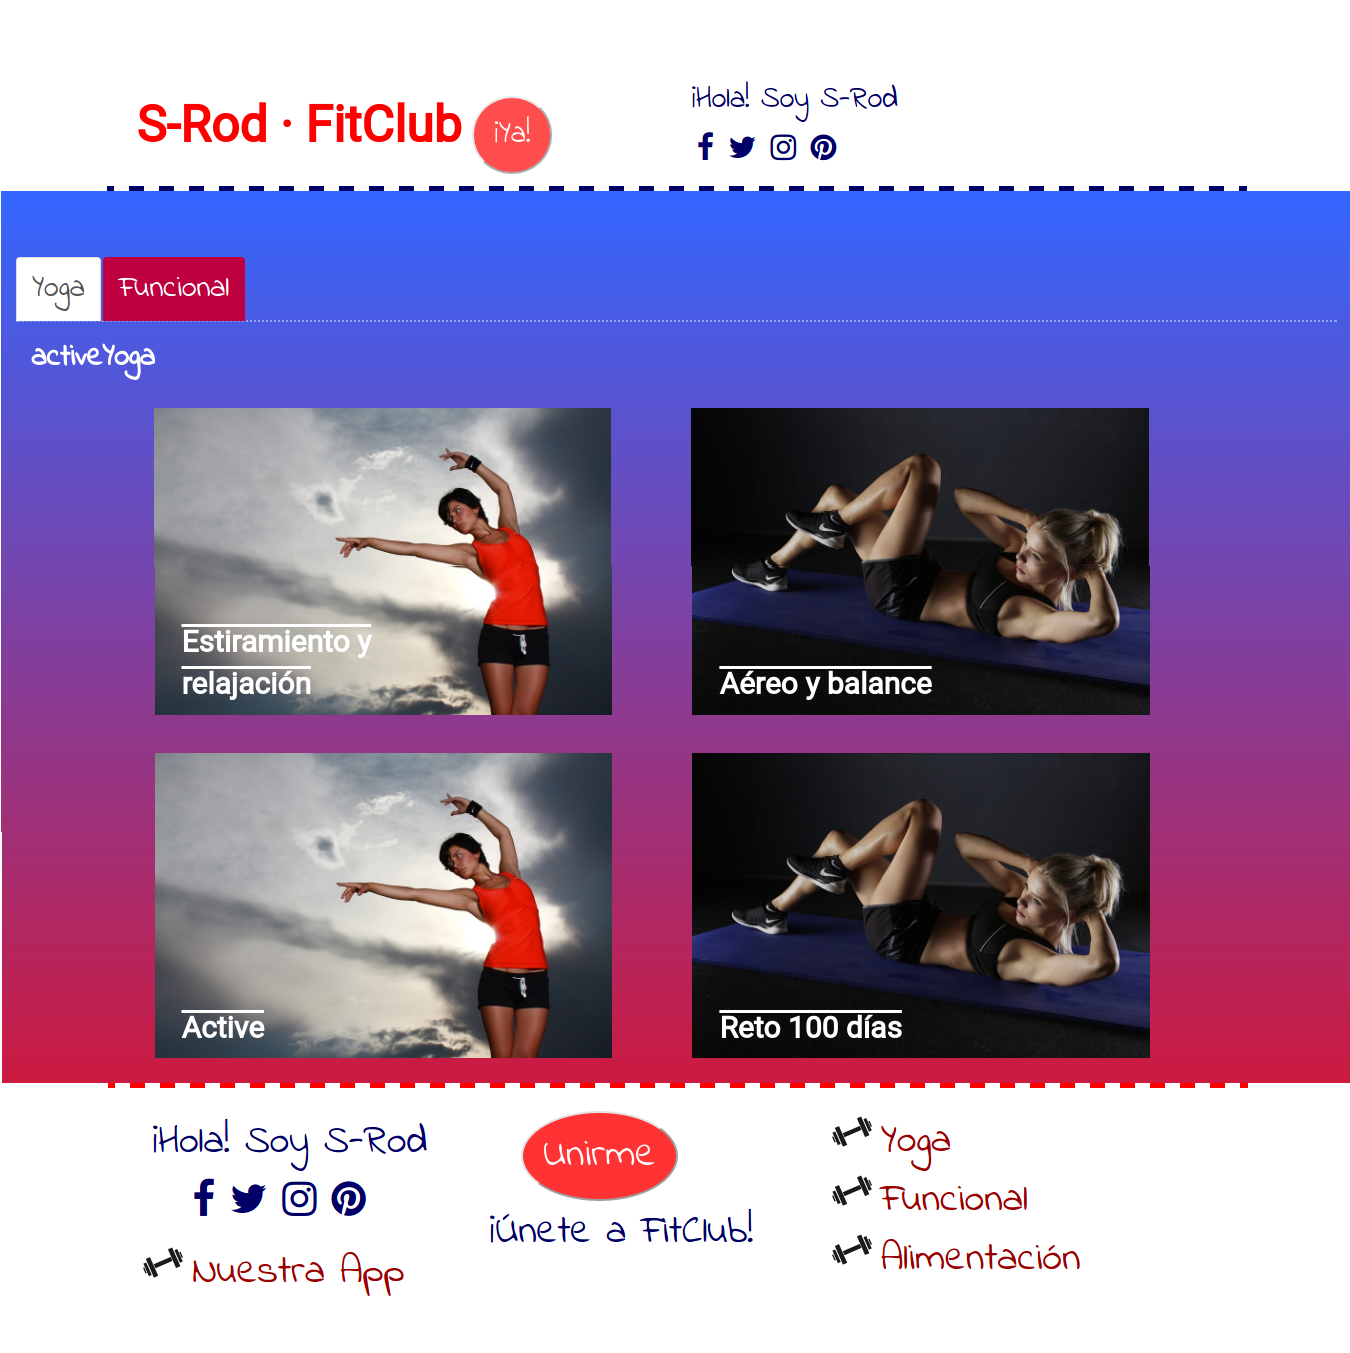 S-Rod · FitClub
¡Ya!
¡Hola! Soy S-Rod
Yoga
Funcional
activeYoga
Estiramiento y
relajación
Aéreo y balance
Active
Reto 100 días
¡Hola! Soy S-Rod
Nuestra App
Unirme
¡Únete a FitClub!
Yoga
Funcional
Alimentación